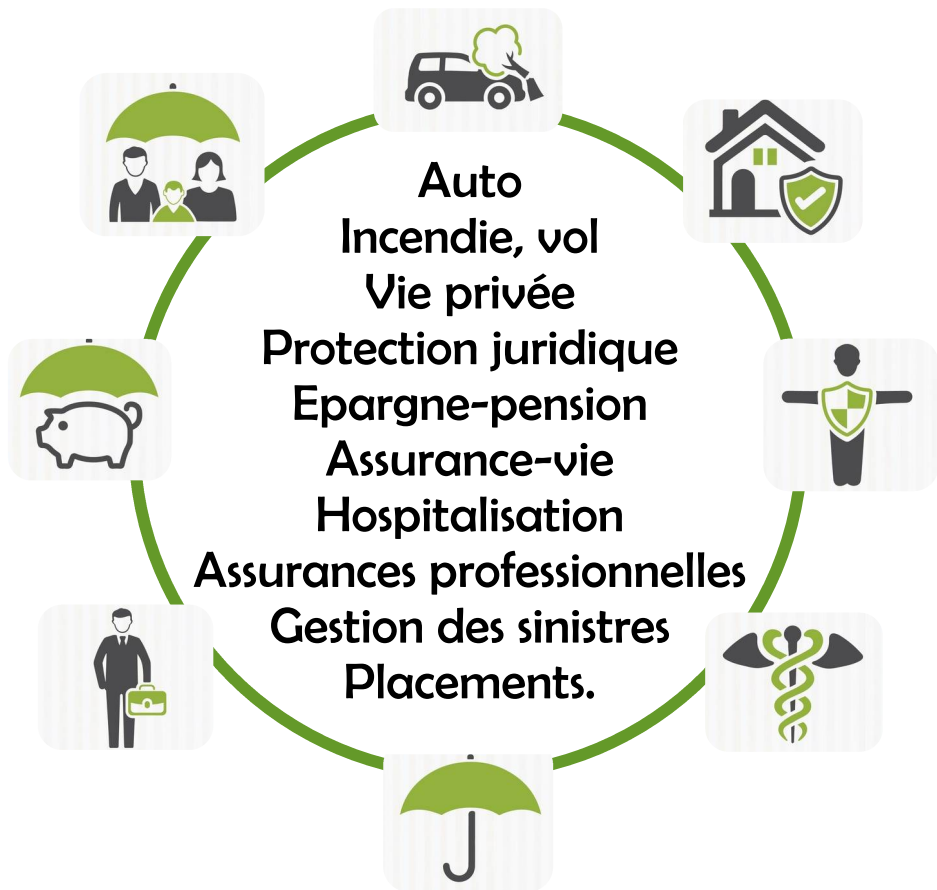 Auto
Incendie, vol
Vie privée
Protection juridique
Epargne-pension
Assurance-vie
Hospitalisation
Assurances professionnelles
Gestion des sinistres
Placements.